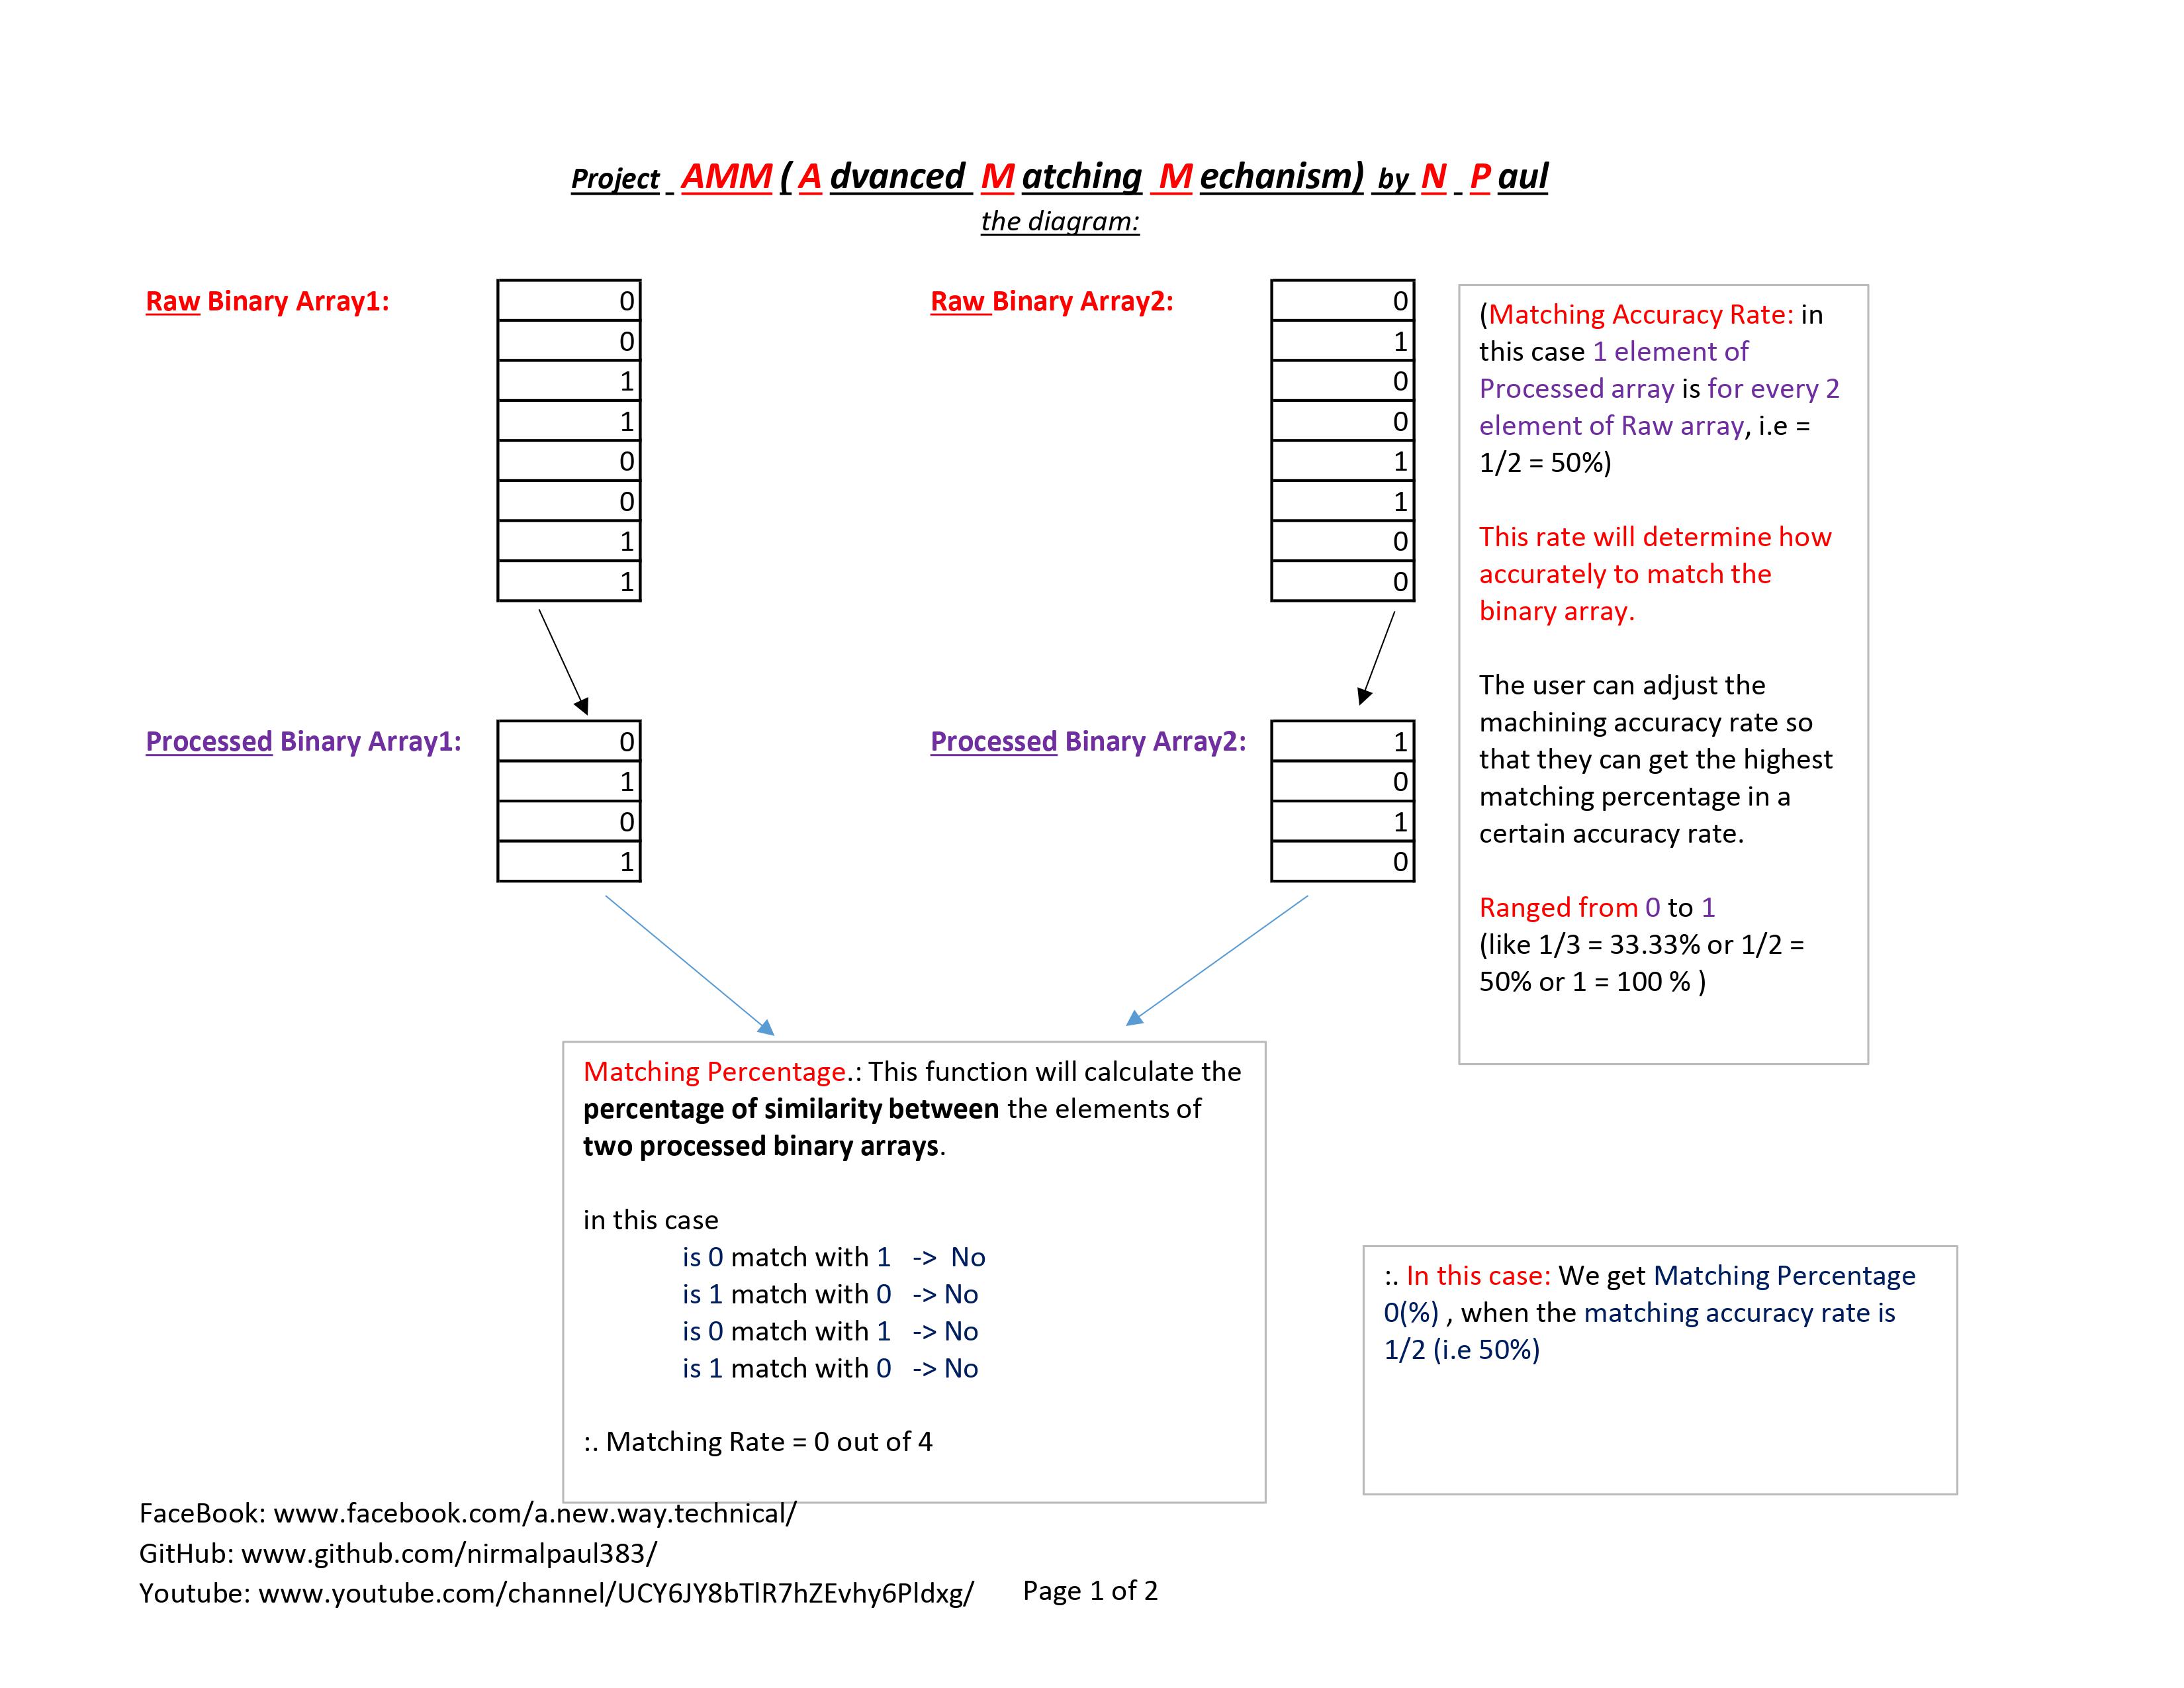 Project AMM ( A dvanced M atching M echanism) by N P aul
the diagram:
Raw Binary Array1:
0
0
1
1
0
0
1
1
Raw Binary Array2:
0
1
0
0
1
1
0
0
(Matching Accuracy Rate: in
this case 1 element of
Processed array is for every 2
element of Raw array, i.e =
1/2 = 50%)
This rate will determine how
accurately to match the
binary array.
The user can adjust the
machining accuracy rate so
that they can get the highest
matching percentage in a
certain accuracy rate.
Ranged from 0 to 1
(like 1/3 = 33.33% or 1/2 =
50% or 1 = 100 % )
Processed Binary Array1:
0
1
0
1
Processed Binary Array2:
1
0
1
0
Matching Percentage.: This function will calculate the
percentage of similarity between the elements of
two processed binary arrays.
in this case
is 0 match with 1 -> No
is 1 match with 0 -> No
is 0 match with 1 -> No
is 1 match with 0 -> No
:. Matching Rate = 0 out of 4
:. In this case: We get Matching Percentage
0(%) , when the matching accuracy rate is
1/2 (i.e 50%)
FaceBook: www.facebook.com/a.new.way.technical/
GitHub: www.github.com/nirmalpaul383/
Youtube: www.youtube.com/channel/UCY6JY8bTlR7hZEvhy6Pldxg/
Page 1 of 2